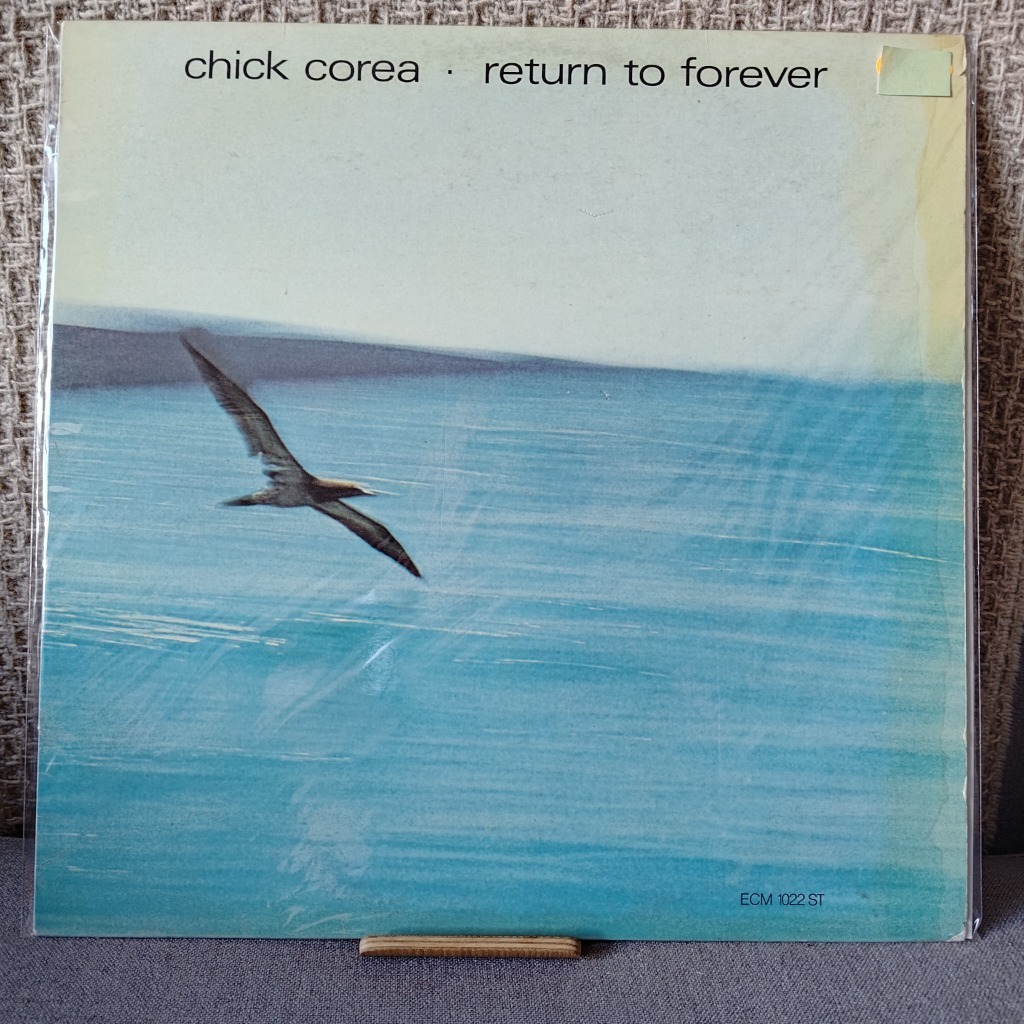 chick corea · return to forever
ECM 1022 ST